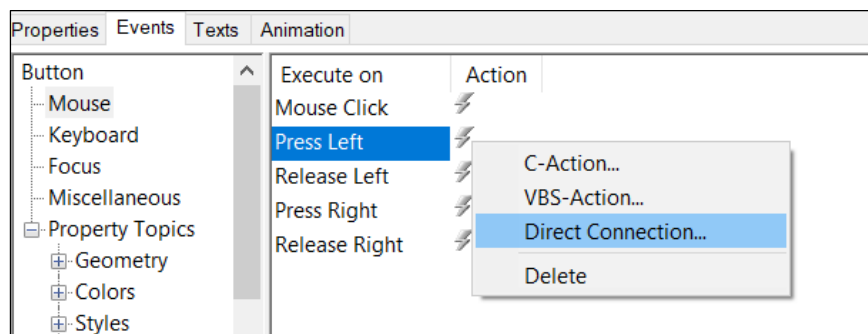 Properties Events Texts Animation
Button
Mouse
Keyboard
Focus
Miscellaneous
Property Topics
Geometry
Colors
Styles
Execute on Action
Mouse Click
Press Left
Release Left
Press Right
Release Right
C-Action...
VBS-Action...
Direct Connection...
Delete